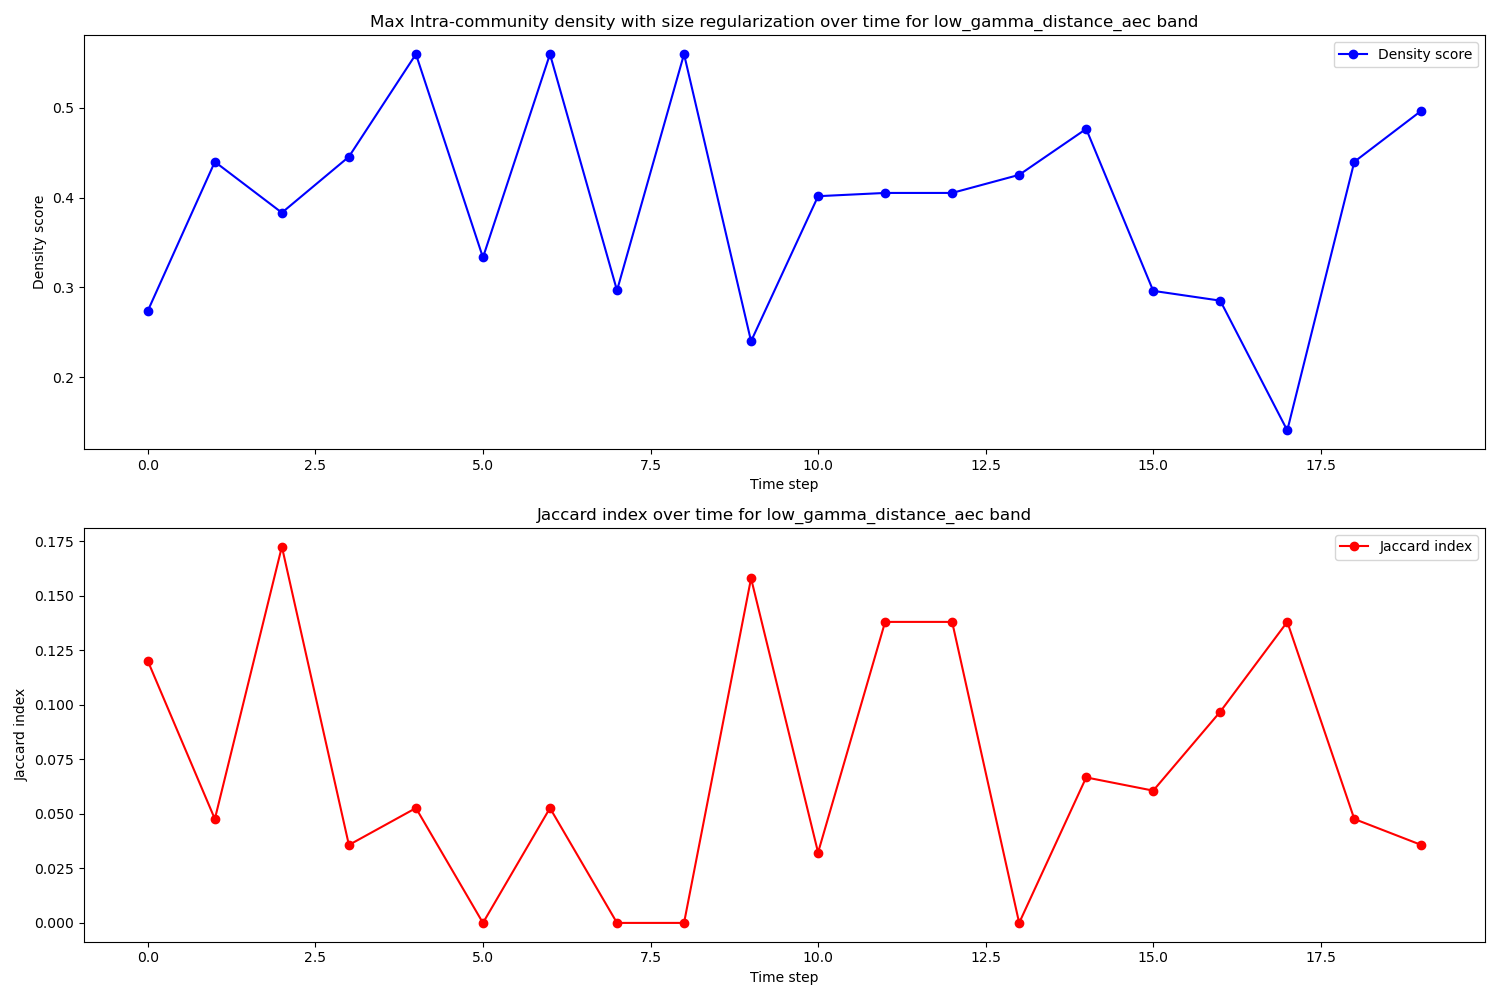 Max Intra-community density with size regularization over time for low_gamma_distance_aec band
Density score
0.5
0.4
0.3
0.2
Density score
0.0 2.5 5.0 7.5 10.0 12.5 15.0 17.5
Time step
Jaccard index over time for low_gamma_distance_aec band
Jaccard index
0.175
0.150
0.125
0.100
0.075
0.050
0.025
0.000
Jaccard index
0.0 2.5 5.0 7.5 10.0 12.5 15.0 17.5
Time step